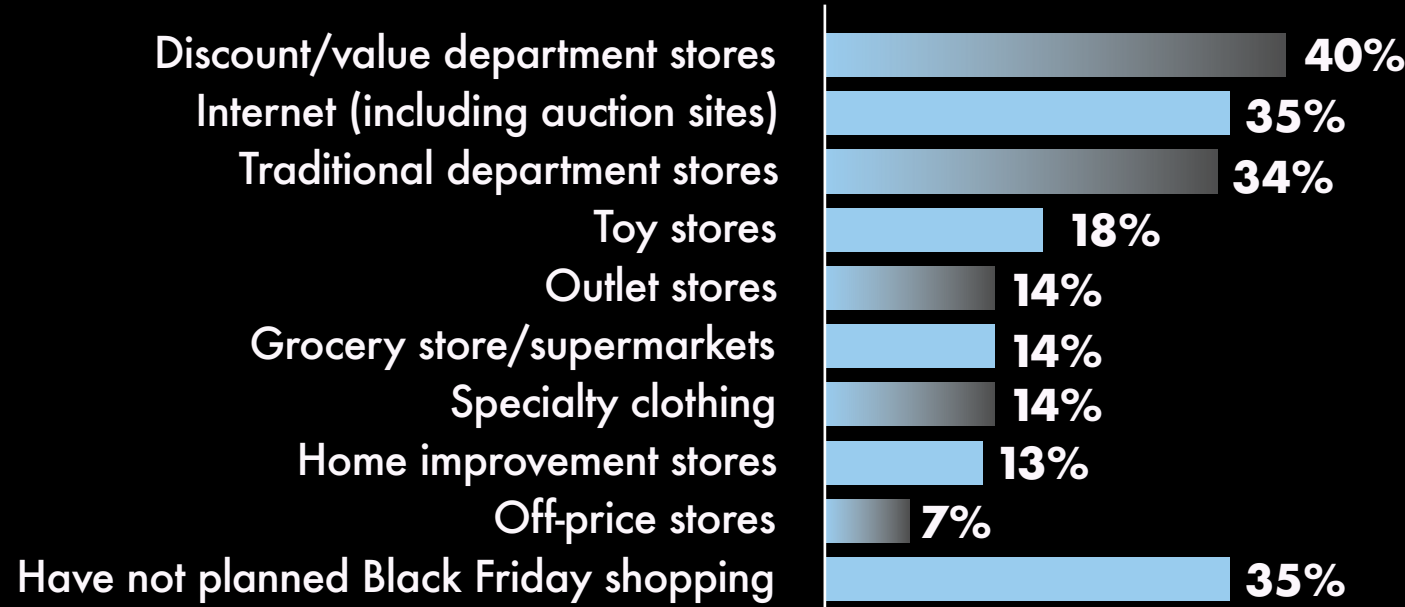 Discount/value department stores 40%
Internet (including auction sites) 35%
Traditional department stores 34%
Toy stores 18%
Outlet stores 14%
Grocery store/supermarkets 14%
Specialty clothing 14%
Home improvement stores 13%
Off-price stores 7%
Have not planned Black Friday shopping 35%